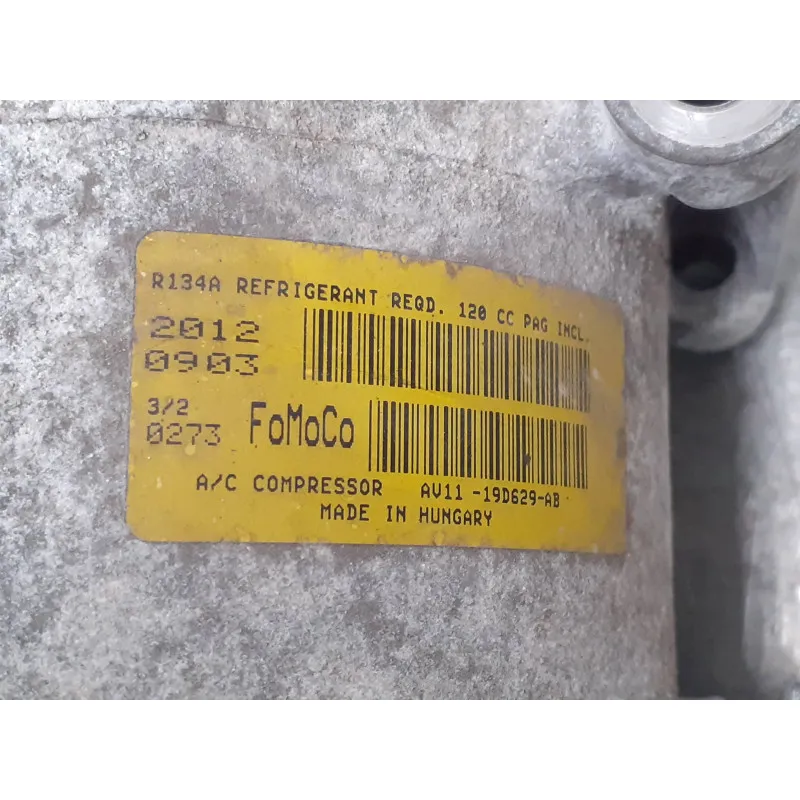 R134A REFRIGERANT REQD. 120 CC PAG INCL.
2012
0903
3/2
0273 FoMoCo
A/C COMPRESSOR AV11-19D629-AB
MADE IN HUNGARY